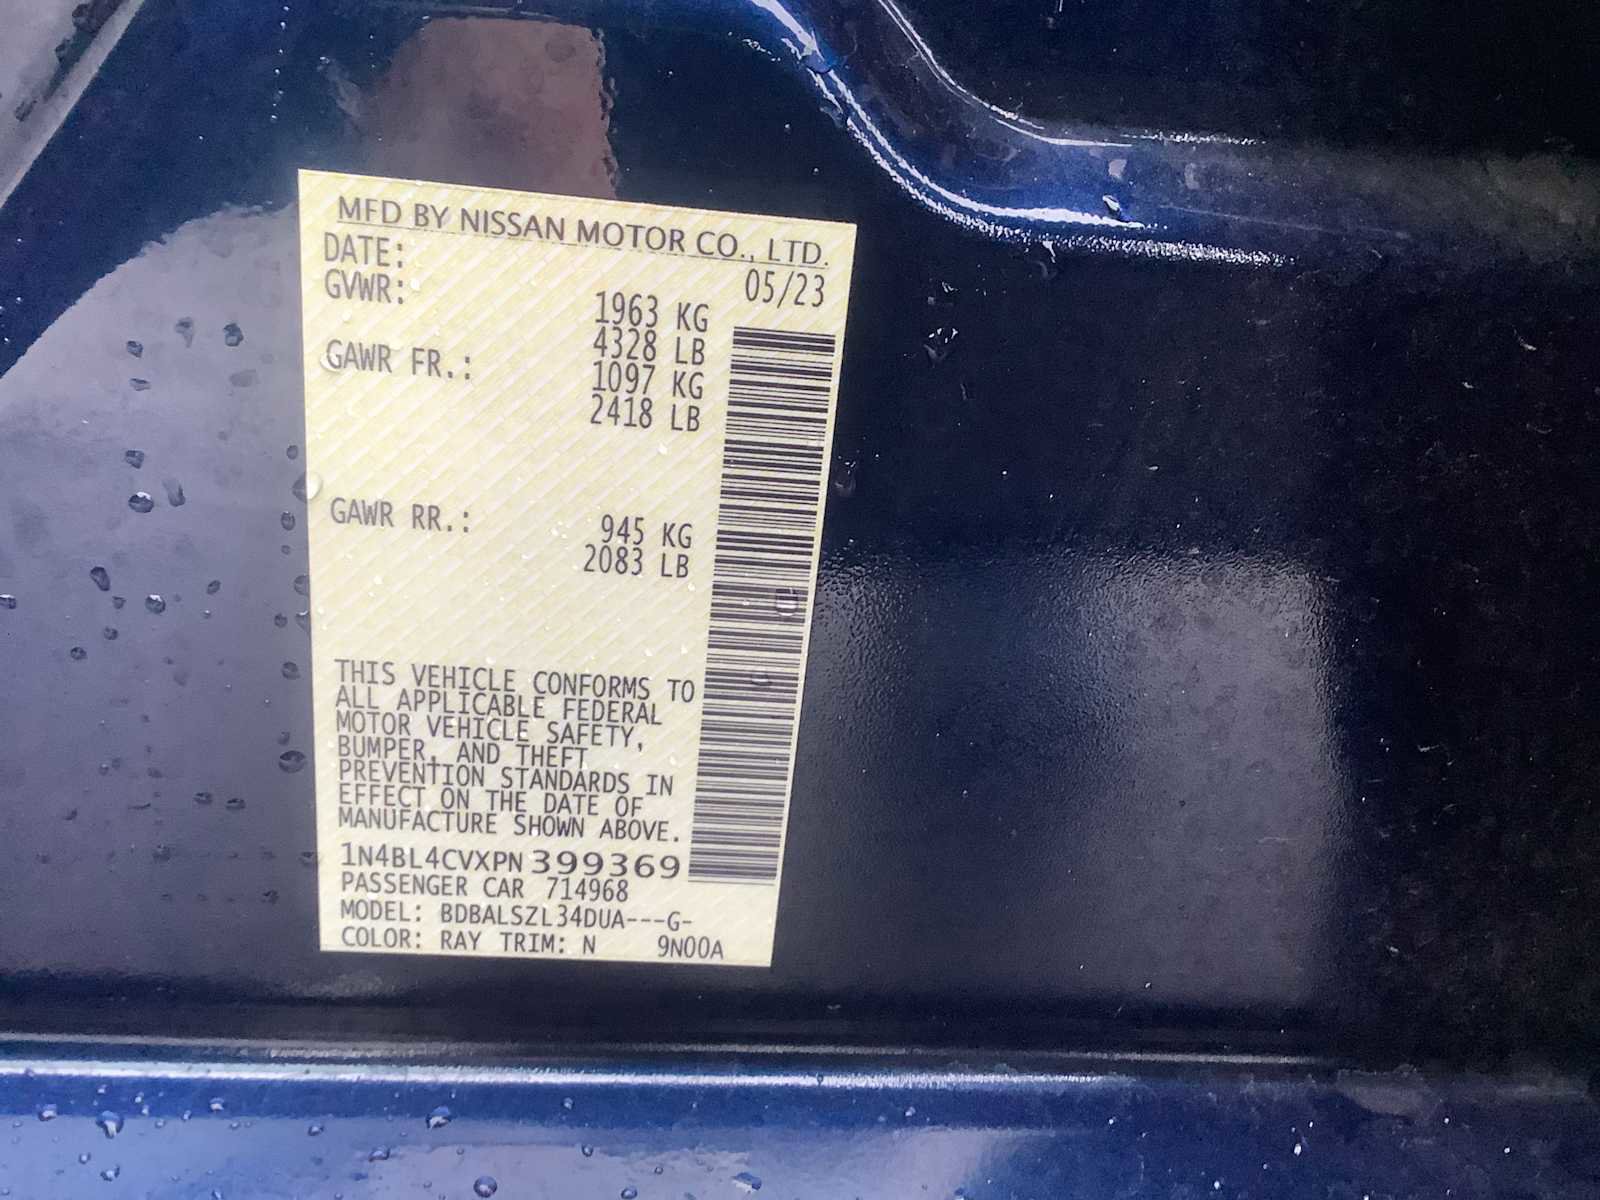 MFD BY NISSAN MOTOR CO., LTD.
DATE: 05/23
GVWR: 1963 KG
4328 LB
GAWR FR.: 1097 KG
2418 LB
GAWR RR.: 945 KG
2083 LB
THIS VEHICLE CONFORMS TO
ALL APPLICABLE FEDERAL
MOTOR VEHICLE SAFETY,
BUMPER, AND THEFT
PREVENTION STANDARDS IN
EFFECT ON THE DATE OF
MANUFACTURE SHOWN ABOVE.
1N4BL4CVXPN399369
PASSENGER CAR 714968
MODEL: BDBALSZL34DUA---G-
COLOR: RAY TRIM: N 9N00A